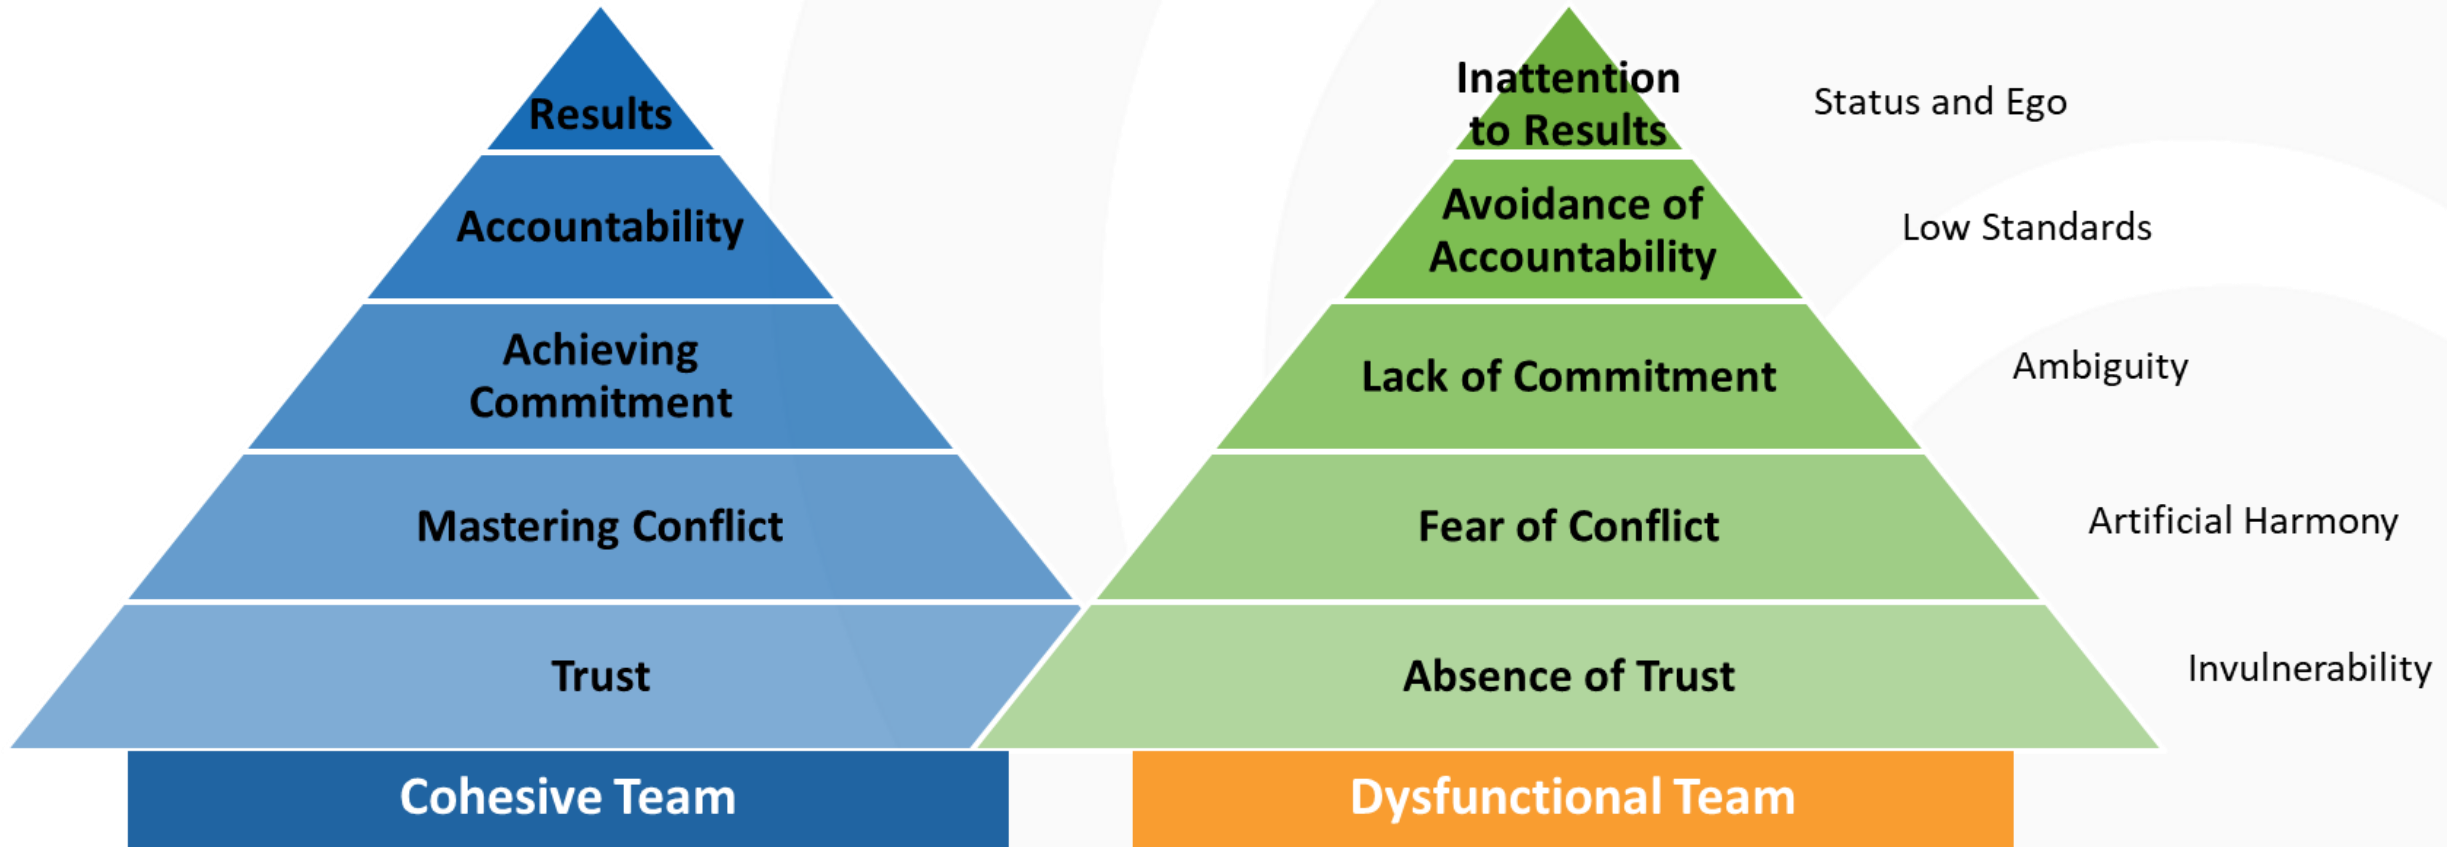 Results
Accountability
Achieving
Commitment
Mastering Conflict
Trust
Cohesive Team
Inattention
to Results
Status and Ego
Avoidance of
Accountability
Low Standards
Lack of Commitment
Ambiguity
Fear of Conflict
Artificial Harmony
Absence of Trust
Invulnerability
Dysfunctional Team